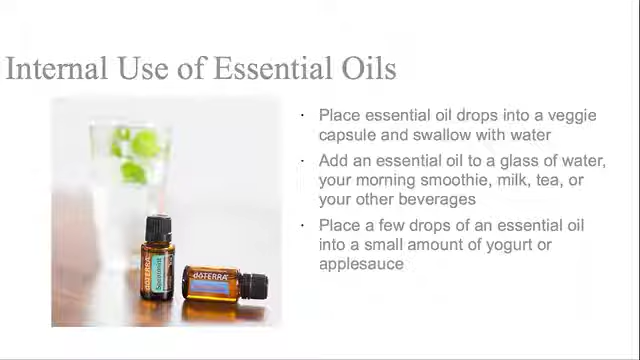 Internal Use of Essential Oils
· Place essential oil drops into a veggie
capsule and swallow with water
· Add an essential oil to a glass of water,
your morning smoothie, milk, tea, or
your other beverages
· Place a few drops of an essential oil
into a small amount of yogurt or
applesauce
dōTERRA
Spearmint
dōTERRA